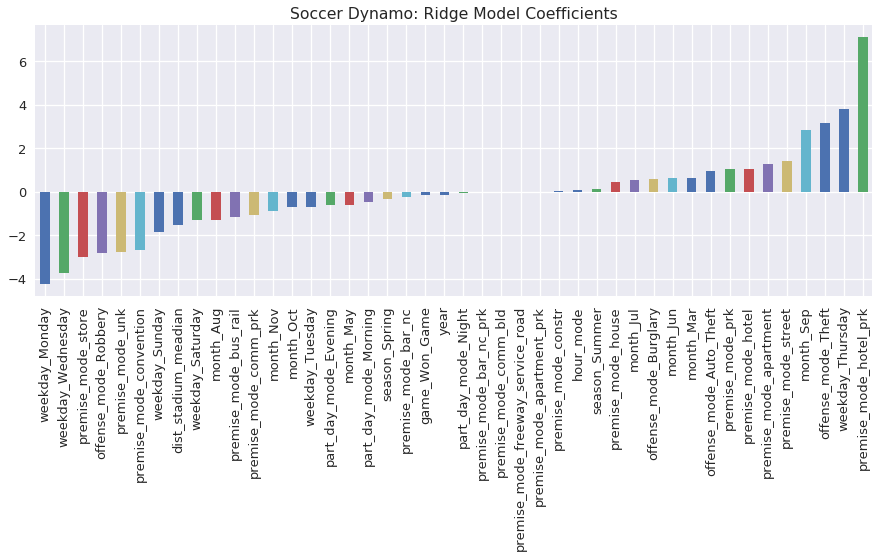 Soccer Dynamo: Ridge Model Coefficients
6
4
2
0
−2
−4
weekday_Monday
weekday_Wednesday
premise_mode_store
offense_mode_Robbery
premise_mode_unk
premise_mode_convention
weekday_Sunday
dist_stadium_meadian
weekday_Saturday
month_Aug
premise_mode_bus_rail
premise_mode_comm_prk
month_Nov
month_Oct
weekday_Tuesday
part_day_mode_Evening
month_May
part_day_mode_Morning
season_Spring
premise_mode_bar_nc
game_Won_Game
year
part_day_mode_Night
premise_mode_bar_nc_prk
premise_mode_comm_bld
premise_mode_freeway_service_road
premise_mode_apartment_prk
premise_mode_constr
hour_mode
season_Summer
premise_mode_house
month_Jul
offense_mode_Burglary
month_Jun
month_Mar
offense_mode_Auto_Theft
premise_mode_prk
premise_mode_hotel
premise_mode_apartment
premise_mode_street
month_Sep
offense_mode_Theft
weekday_Thursday
premise_mode_hotel_prk